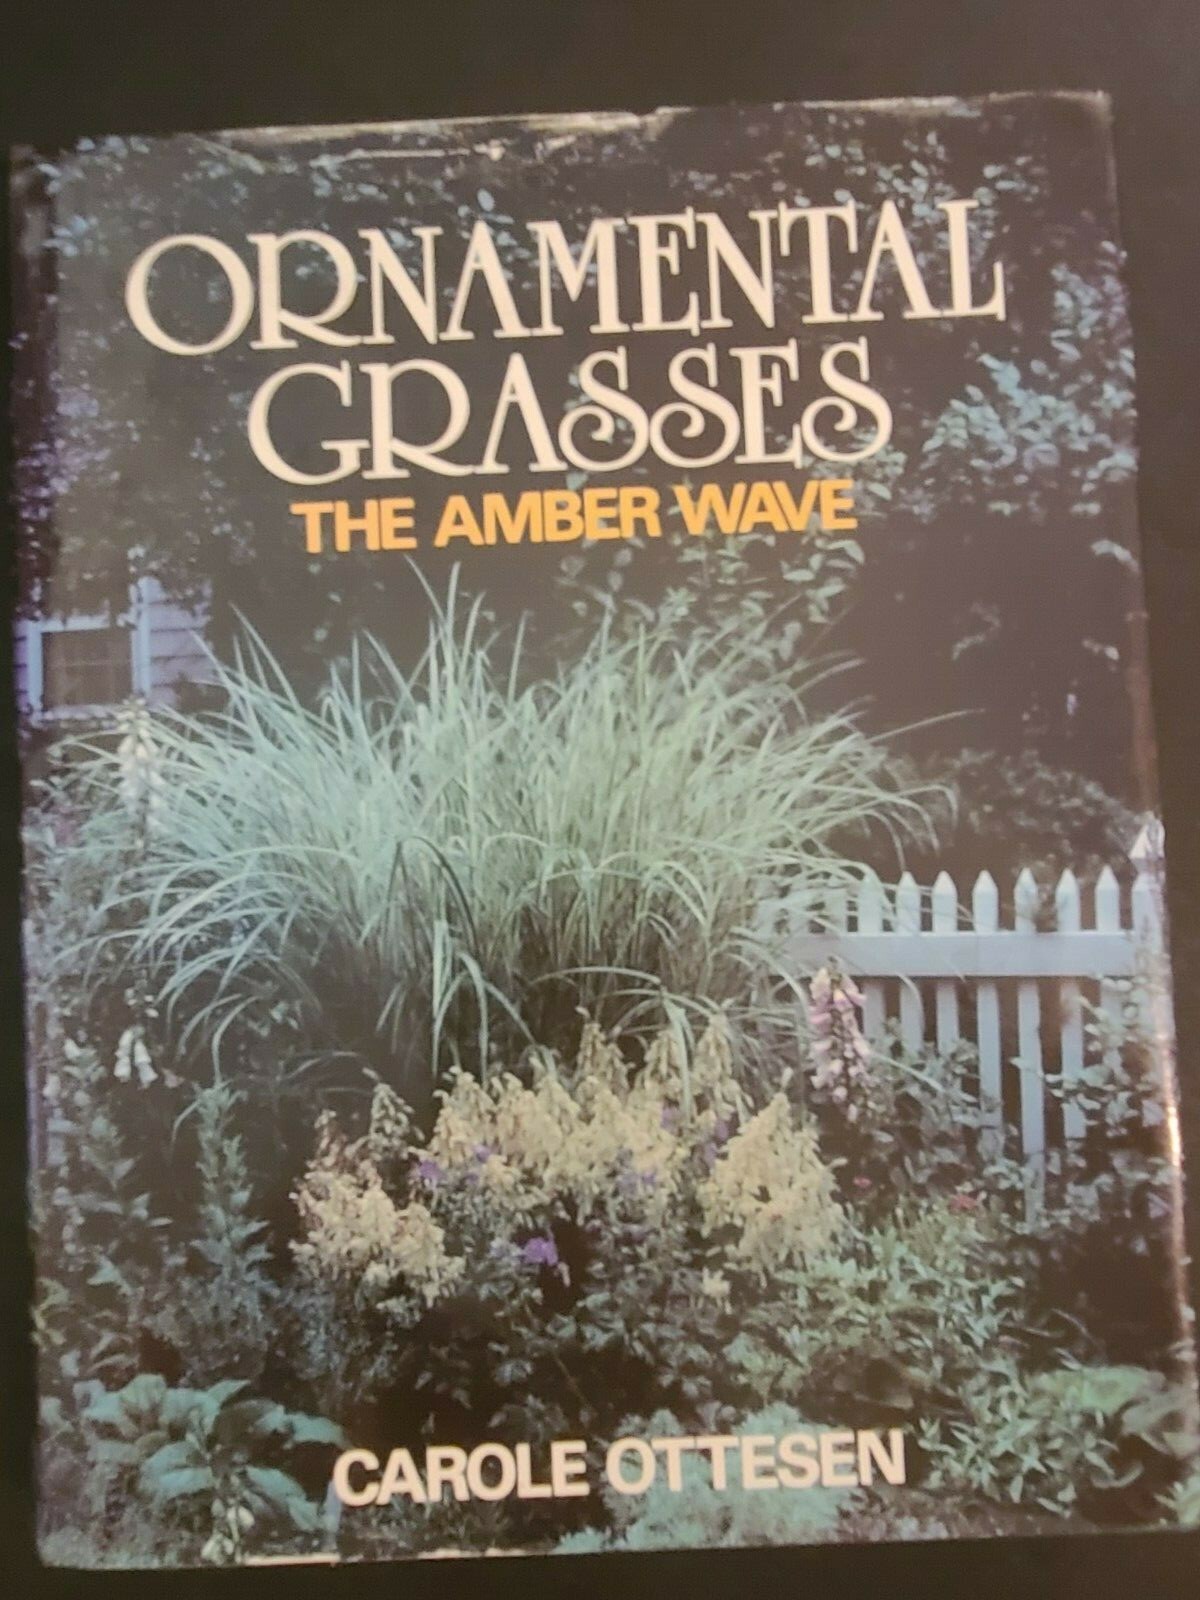 ORNAMENTAL
GRASSES
THE AMBER WAVE
CAROLE OTTESEN